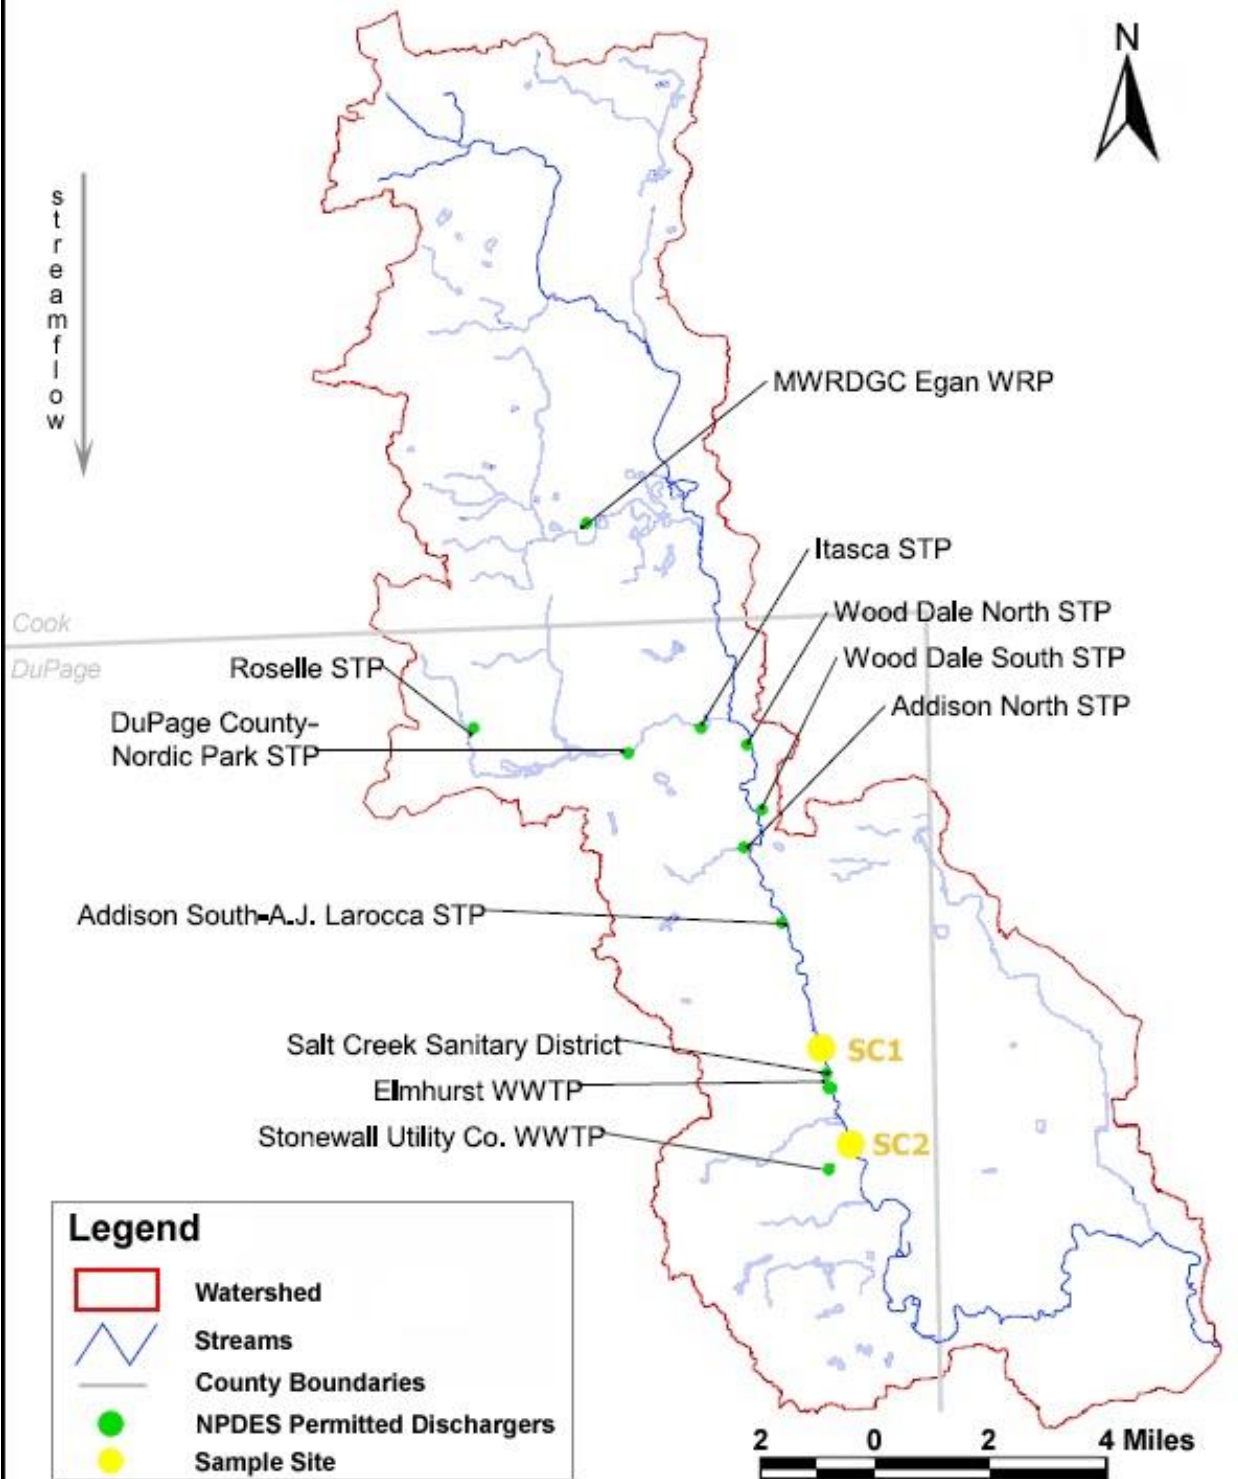 N
streamflow
MWRDGC Egan WRP
Itasca STP
Cook
Wood Dale North STP
DuPage
Roselle STP
Wood Dale South STP
Addison North STP
DuPage County-
Nordic Park STP
Addison South-A.J. Larocca STP
Salt Creek Sanitary District
SC1
Elmhurst WWTP
Stonewall Utility Co. WWTP
SC2
Legend
Watershed
Streams
County Boundaries
NPDES Permitted Dischargers
Sample Site
2 0 2 4 Miles